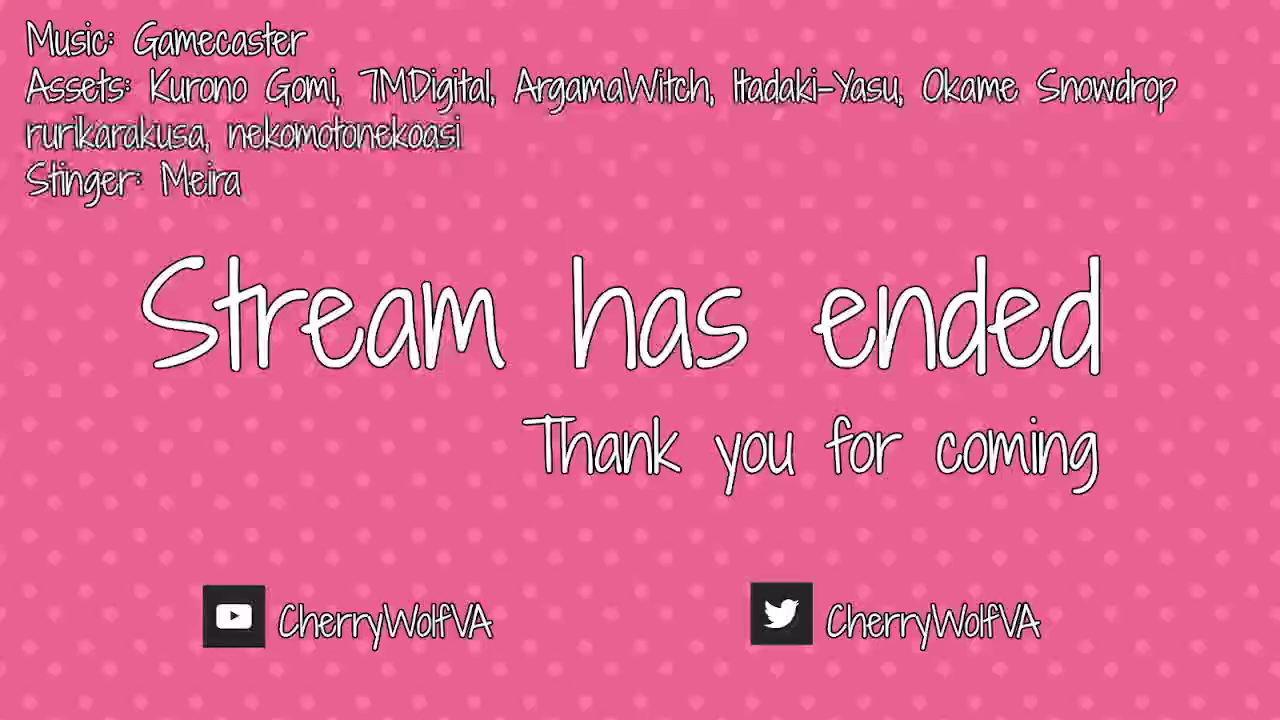 Music: Gamecaster
Assets: Kurono Gomi, 7MDigital, ArgamaWitch, Itadaki-Yasu, Okame Snowdrop
rurikarakusa, nekomotonekoasi
Stinger: Meira
Stream has ended
Thank you for coming
CherryWolfVA
CherryWolfVA